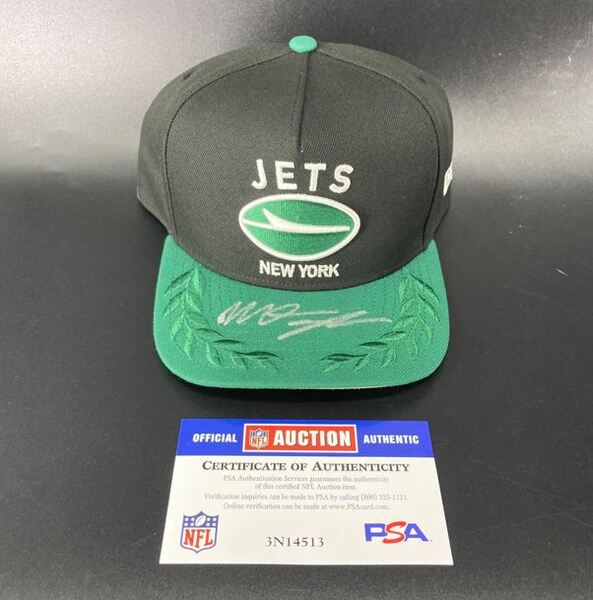 JETS
NEW YORK
OFFICIAL NFL AUCTION AUTHENTIC
CERTIFICATE OF AUTHENTICITY
PSA Authentication Services guarantees the authenticity
of this certified NFL Auction item.
Verification inquiries can be made to PSA by calling (800) 325-1121.
Online verification can be made at www.PSAcard.com.
NFL
3N14513
PSA